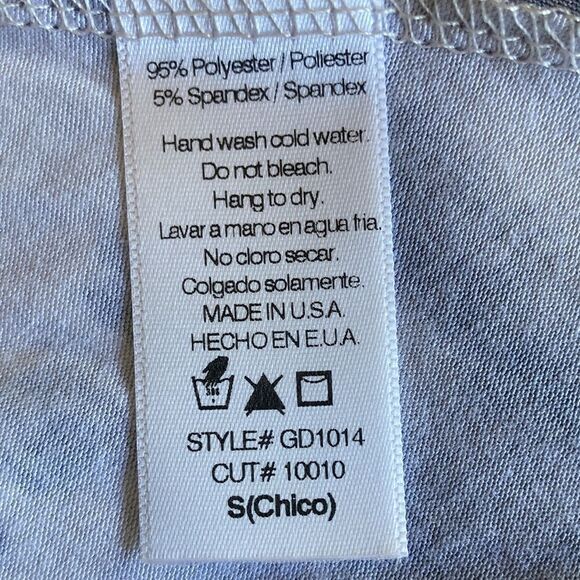 95% Polyester / Poliester
5% Spandex / Spandex
Hand wash cold water.
Do not bleach.
Hang to dry.
Lavar a mano en agua fria.
No cloro secar.
Colgado solamente.
MADE IN U.S.A.
HECHO EN E.U.A.
STYLE# GD1014
CUT# 10010
S(Chico)